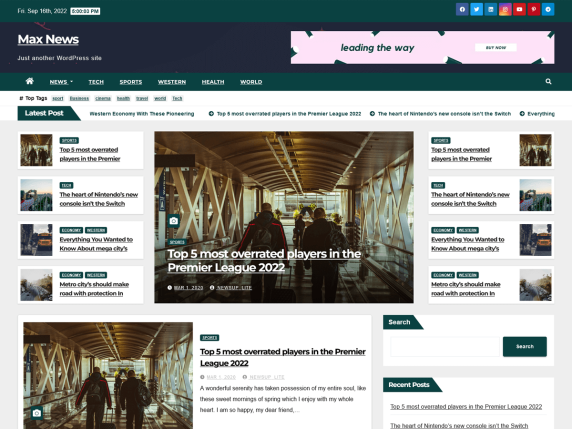 Fri. Sep 16th, 2022 5:00:03 PM
Max News
Just another WordPress site
leading the way
BUY NOW
NEWS
TECH
SPORTS
WESTERN
HEALTH
WORLD
# Top Tags sport Business cinema health travel world Tech
Latest Post
Western Economy With These Pioneering
Top 5 most overrated players in the Premier League 2022
The heart of Nintendo's new console isn't the Switch
Everything
SPORTS
Top 5 most overrated
players in the Premier
TECH
The heart of Nintendo's new
console isn't the Switch
ECONOMY WESTERN
Everything You Wanted to
Know About mega city's
ECONOMY WESTERN
Metro city's should make
road with protection In
SPORTS
Top 5 most overrated players in the
Premier League 2022
MAR 1, 2020 NEWSUP_LITE
SPORTS
Top 5 most overrated
players in the Premier
TECH
The heart of Nintendo's new
console isn't the Switch
ECONOMY WESTERN
Everything You Wanted to
Know About mega city's
ECONOMY WESTERN
Metro city's should make
road with protection In
SPORTS
Top 5 most overrated players in the Premier
League 2022
MAR 1, 2020 NEWSUP_LITE
A wonderful serenity has taken possession of my entire soul, like
these sweet mornings of spring which I enjoy with my whole
heart. I am so happy, my dear friend,...
Search
Search
Recent Posts
Top 5 most overrated players in the Premier League 2022
The heart of Nintendo's new console isn't the Switch